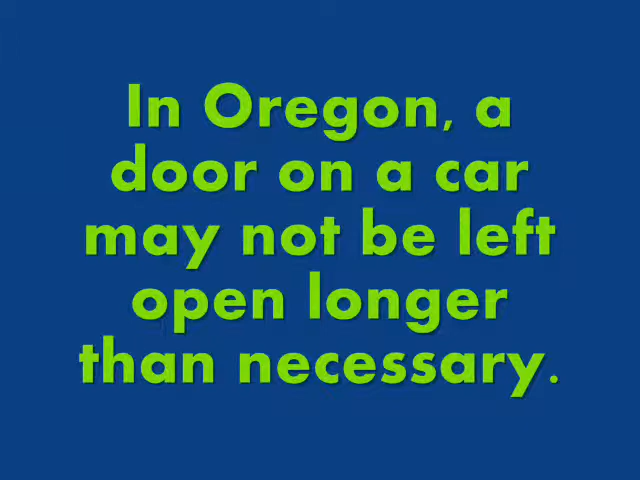 In Oregon, a
door on a car
may not be left
open longer
than necessary.